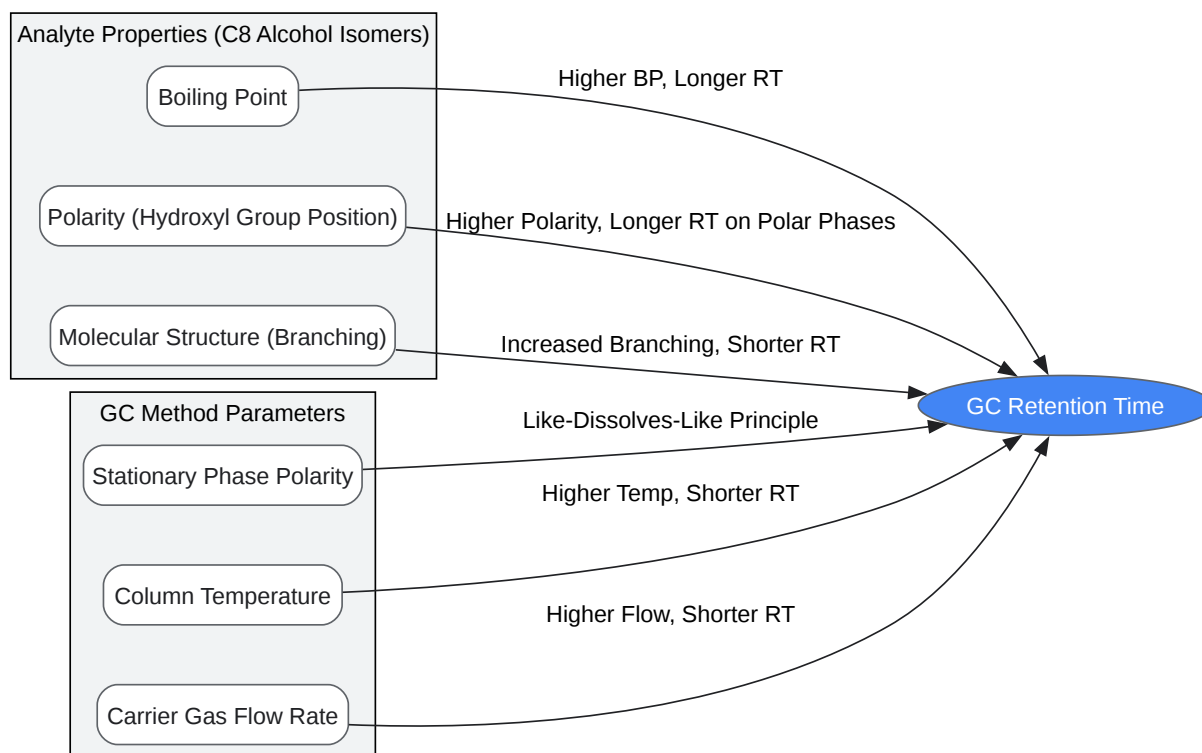 Analyte Properties (C8 Alcohol Isomers)
Boiling Point
Higher BP, Longer RT
Polarity (Hydroxyl Group Position)
Higher Polarity, Longer RT on Polar Phases
Molecular Structure (Branching)
Increased Branching, Shorter RT
GC Retention Time
GC Method Parameters
Like-Dissolves-Like Principle
Stationary Phase Polarity
Higher Temp, Shorter RT
Column Temperature
Higher Flow, Shorter RT
Carrier Gas Flow Rate